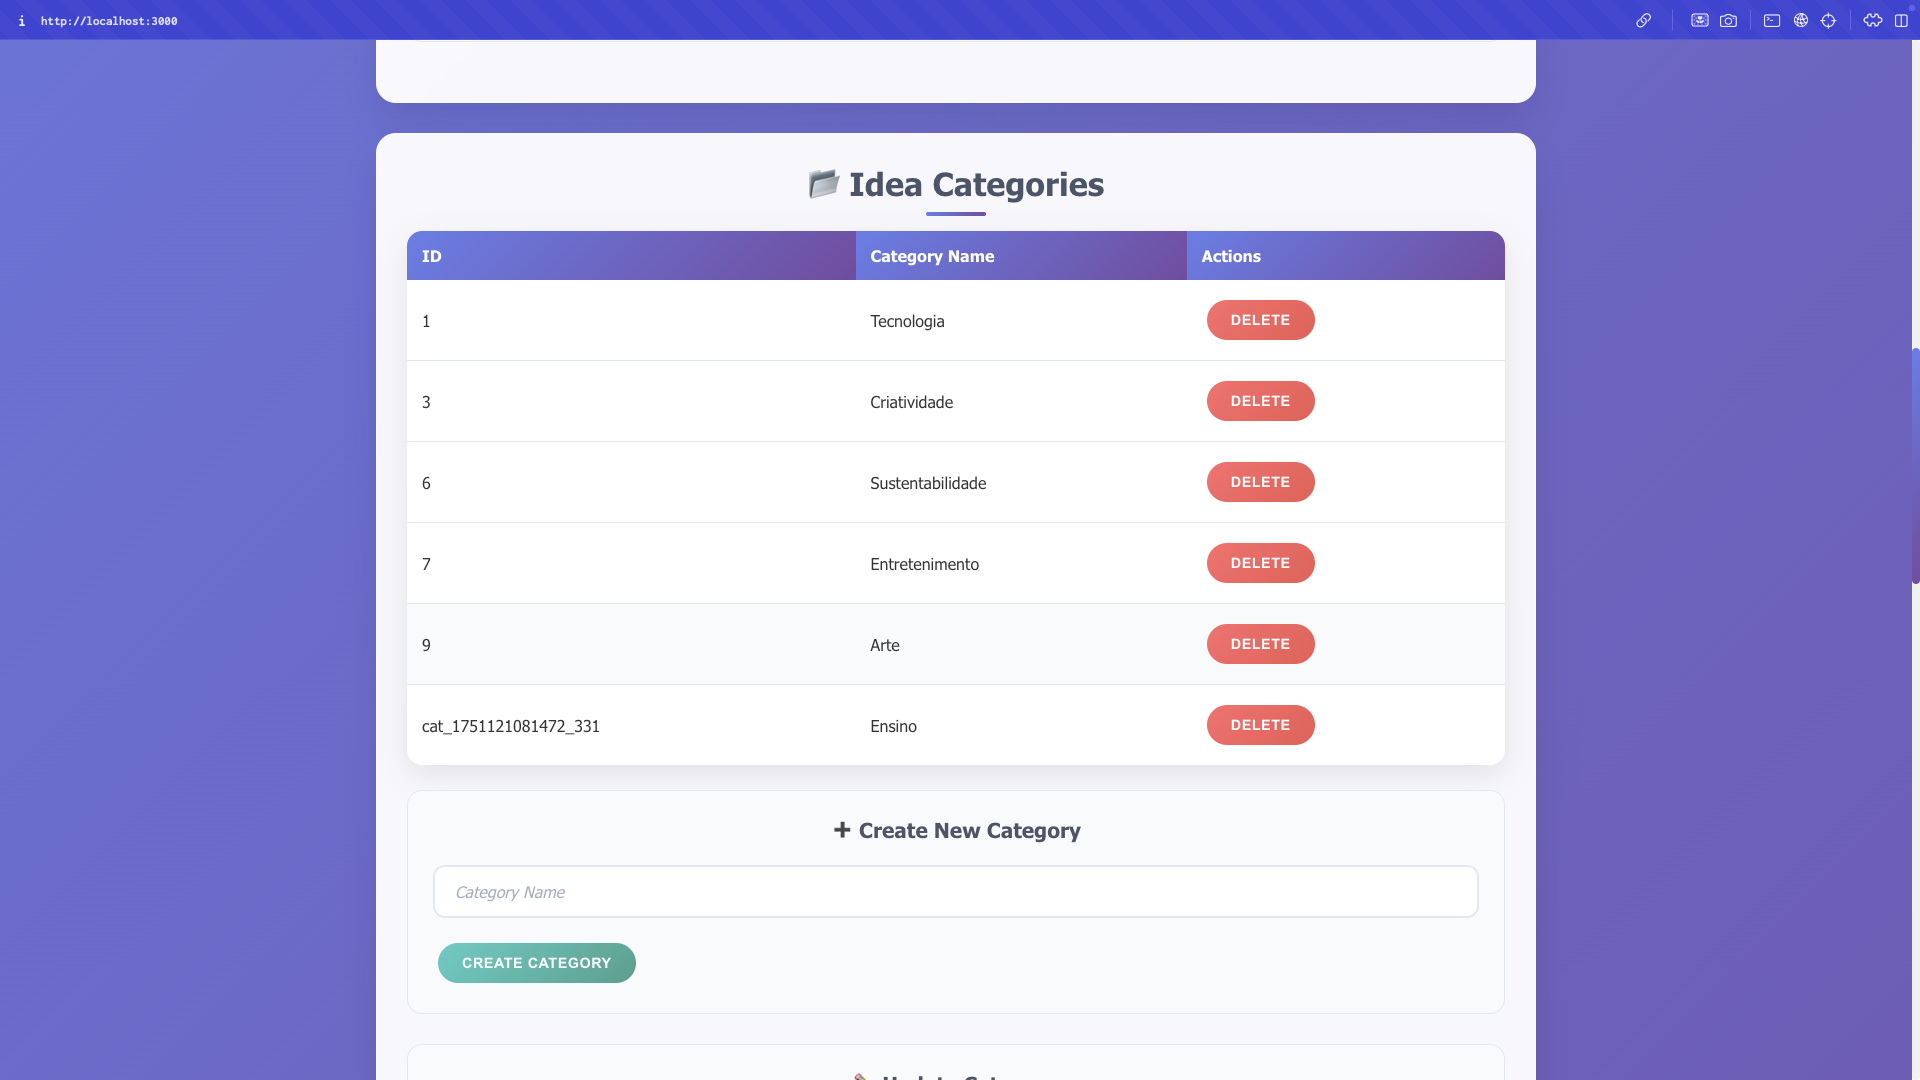 i http://localhost:3000
Idea Categories
ID Category Name Actions
1 Tecnologia DELETE
3 Criatividade DELETE
6 Sustentabilidade DELETE
7 Entretenimento DELETE
9 Arte DELETE
cat_1751121081472_331 Ensino DELETE
➕ Create New Category
Category Name
CREATE CATEGORY